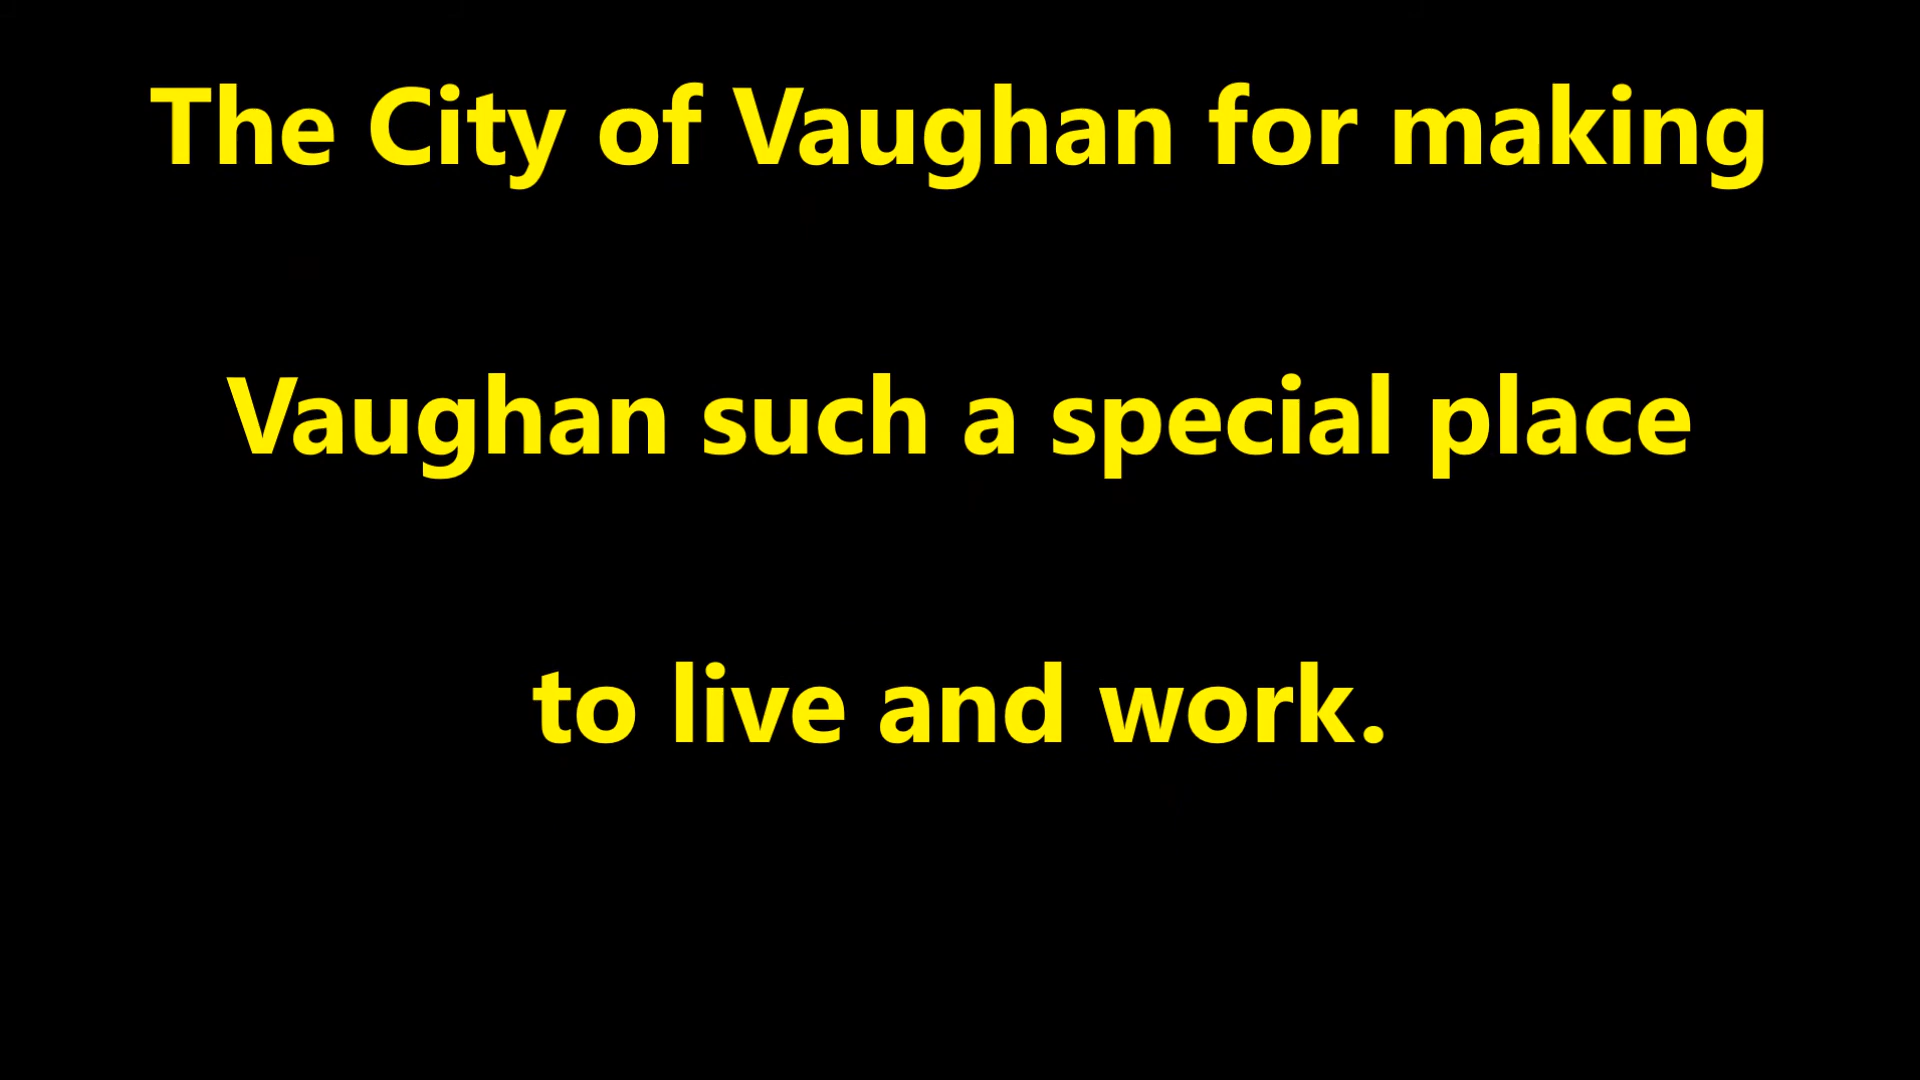 The City of Vaughan for making
Vaughan such a special place
to live and work.